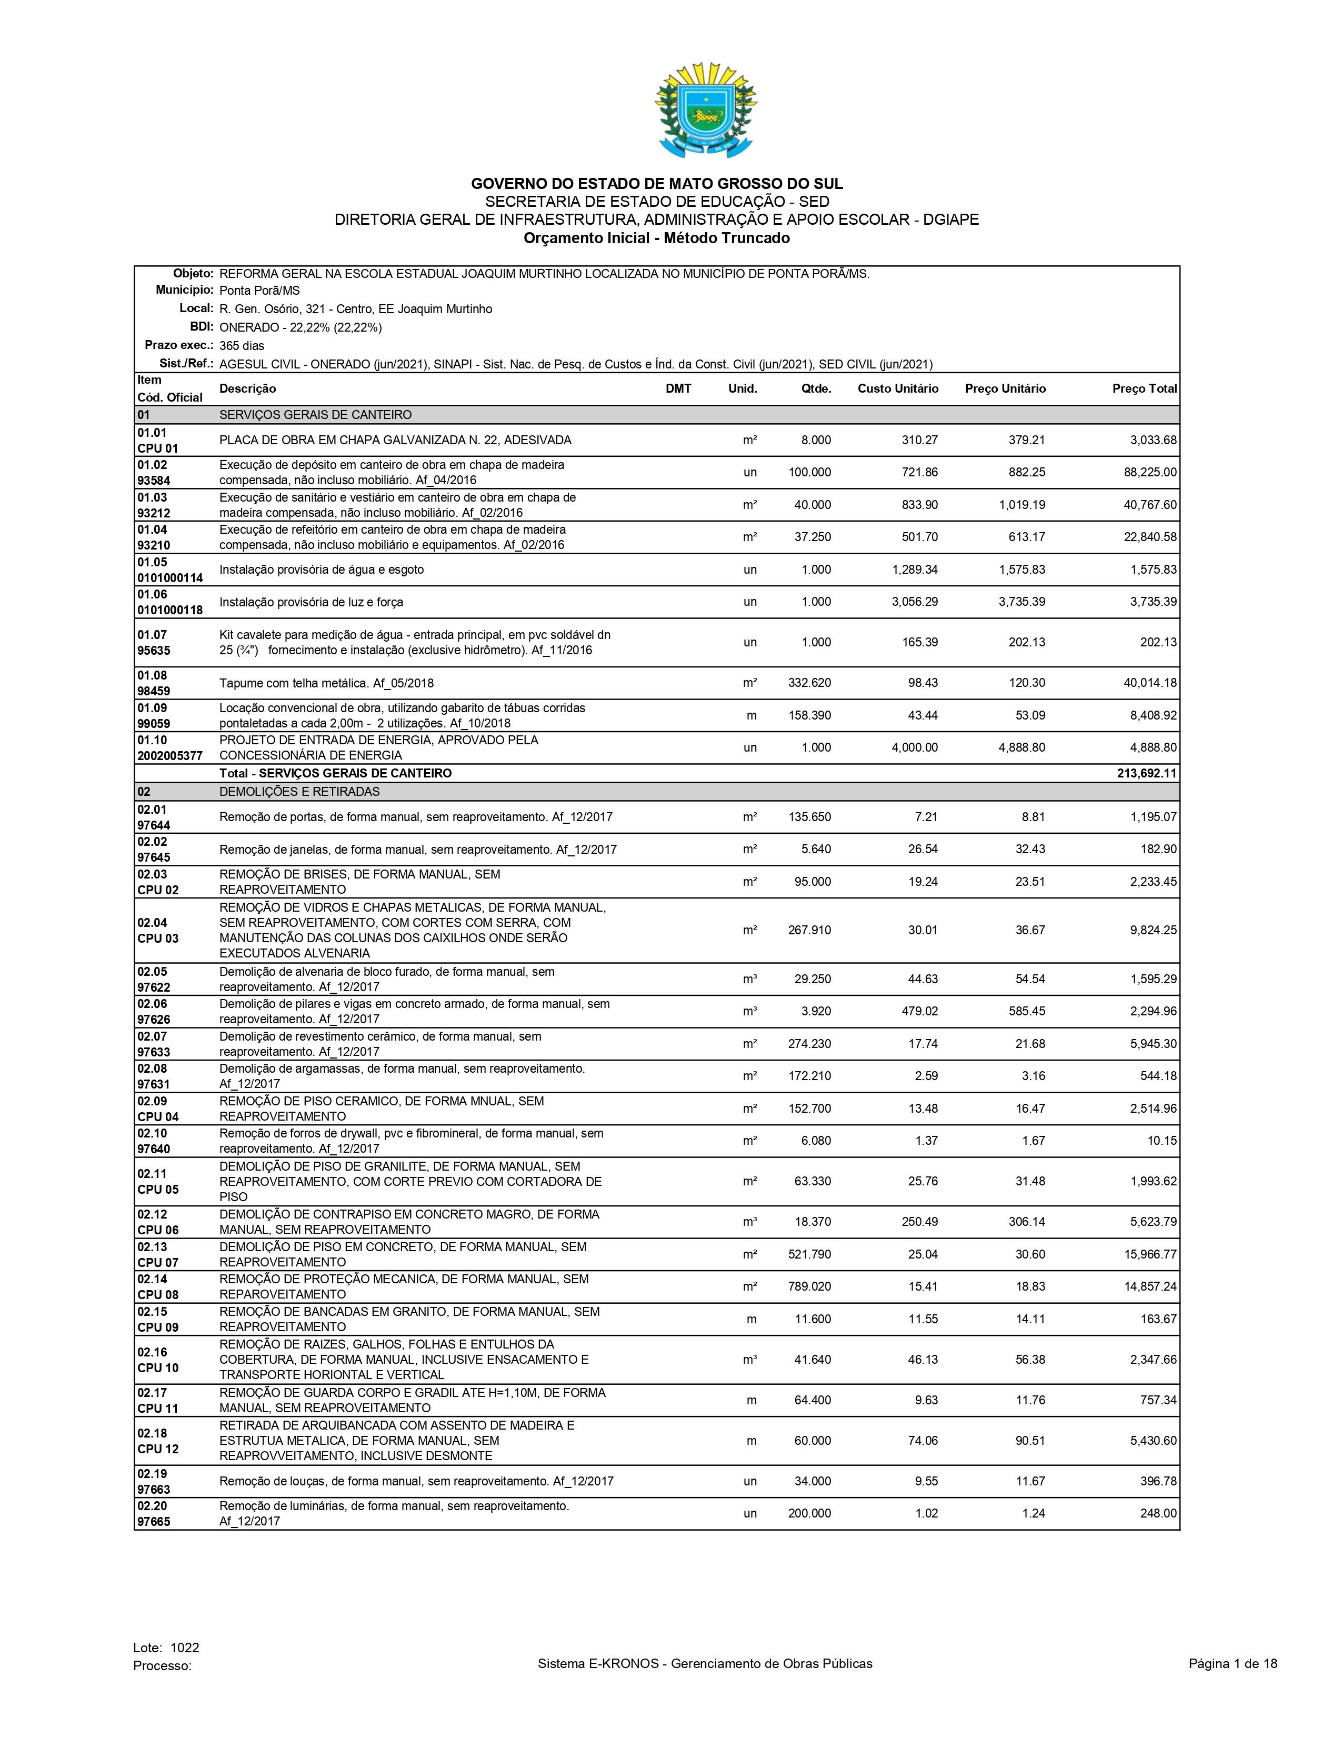 GOVERNO DO ESTADO DE MATO GROSSO DO SUL
SECRETARIA DE ESTADO DE EDUCAÇÃO - SED
DIRETORIA GERAL DE INFRAESTRUTURA, ADMINISTRAÇÃO E APOIO ESCOLAR - DGIAPE
Orçamento Inicial - Método Truncado
Objeto: REFORMA GERAL NA ESCOLA ESTADUAL JOAQUIM MURTINHO LOCALIZADA NO MUNICÍPIO DE PONTA PORÃ/MS.
Município: Ponta Porã/MS
Local: R. Gen. Osório, 321 - Centro, EE Joaquim Murtinho
BDI: ONERADO - 22,22% (22,22%)
Prazo exec.: 365 dias
Sist./Ref.: AGESUL CIVIL - ONERADO (jun/2021), SINAPI - Sist. Nac. de Pesq. de Custos e Índ. da Const. Civil (jun/2021), SED CIVIL (jun/2021)
Item
Cód. Oficial Descrição DMT Unid. Qtde. Custo Unitário Preço Unitário Preço Total
01 SERVIÇOS GERAIS DE CANTEIRO
01.01
CPU 01 PLACA DE OBRA EM CHAPA GALVANIZADA N. 22, ADESIVADA m² 8.000 310.27 379.21 3,033.68
01.02 Execução de depósito em canteiro de obra em chapa de madeira
93584 compensada, não incluso mobiliário. Af_04/2016 un 100.000 721.86 882.25 88,225.00
01.03 Execução de sanitário e vestiário em canteiro de obra em chapa de
93212 madeira compensada, não incluso mobiliário. Af_02/2016 m² 40.000 833.90 1,019.19 40,767.60
01.04 Execução de refeitório em canteiro de obra em chapa de madeira
93210 compensada, não incluso mobiliário e equipamentos. Af_02/2016 m² 37.250 501.70 613.17 22,840.58
01.05
0101000114 Instalação provisória de água e esgoto un 1.000 1,289.34 1,575.83 1,575.83
01.06
0101000118 Instalação provisória de luz e força un 1.000 3,056.29 3,735.39 3,735.39
01.07 Kit cavalete para medição de água - entrada principal, em pvc soldável dn
95635 25 (¾") fornecimento e instalação (exclusive hidrômetro). Af_11/2016 un 1.000 165.39 202.13 202.13
01.08
98459 Tapume com telha metálica. Af_05/2018 m² 332.620 98.43 120.30 40,014.18
01.09 Locação convencional de obra, utilizando gabarito de tábuas corridas
99059 pontaletadas a cada 2,00m - 2 utilizações. Af_10/2018 m 158.390 43.44 53.09 8,408.92
01.10 PROJETO DE ENTRADA DE ENERGIA, APROVADO PELA
2002005377 CONCESSIONÁRIA DE ENERGIA un 1.000 4,000.00 4,888.80 4,888.80
Total - SERVIÇOS GERAIS DE CANTEIRO 213,692.11
02 DEMOLIÇÕES E RETIRADAS
02.01
97644 Remoção de portas, de forma manual, sem reaproveitamento. Af_12/2017 m² 135.650 7.21 8.81 1,195.07
02.02
97645 Remoção de janelas, de forma manual, sem reaproveitamento. Af_12/2017 m² 5.640 26.54 32.43 182.90
02.03 REMOÇÃO DE BRISES, DE FORMA MANUAL, SEM
CPU 02 REAPROVEITAMENTO m² 95.000 19.24 23.51 2,233.45
REMOÇÃO DE VIDROS E CHAPAS METALICAS, DE FORMA MANUAL,
02.04 SEM REAPROVEITAMENTO, COM CORTES COM SERRA, COM
CPU 03 MANUTENÇÃO DAS COLUNAS DOS CAIXILHOS ONDE SERÃO m² 267.910 30.01 36.67 9,824.25
EXECUTADOS ALVENARIA
02.05 Demolição de alvenaria de bloco furado, de forma manual, sem
97622 reaproveitamento. Af_12/2017 m³ 29.250 44.63 54.54 1,595.29
02.06 Demolição de pilares e vigas em concreto armado, de forma manual, sem
97626 reaproveitamento. Af_12/2017 m³ 3.920 479.02 585.45 2,294.96
02.07 Demolição de revestimento cerâmico, de forma manual, sem
97633 reaproveitamento. Af_12/2017 m² 274.230 17.74 21.68 5,945.30
02.08 Demolição de argamassas, de forma manual, sem reaproveitamento.
97631 Af_12/2017 m² 172.210 2.59 3.16 544.18
02.09 REMOÇÃO DE PISO CERAMICO, DE FORMA MNUAL, SEM
CPU 04 REAPROVEITAMENTO m² 152.700 13.48 16.47 2,514.96
02.10 Remoção de forros de drywall, pvc e fibromineral, de forma manual, sem
97640 reaproveitamento. Af_12/2017 m² 6.080 1.37 1.67 10.15
DEMOLIÇÃO DE PISO DE GRANILITE, DE FORMA MANUAL, SEM
02.11 REAPROVEITAMENTO, COM CORTE PREVIO COM CORTADORA DE
CPU 05 PISO m² 63.330 25.76 31.48 1,993.62
02.12 DEMOLIÇÃO DE CONTRAPISO EM CONCRETO MAGRO, DE FORMA
CPU 06 MANUAL, SEM REAPROVEITAMENTO m³ 18.370 250.49 306.14 5,623.79
02.13 DEMOLIÇÃO DE PISO EM CONCRETO, DE FORMA MANUAL, SEM
CPU 07 REAPROVEITAMENTO m² 521.790 25.04 30.60 15,966.77
02.14 REMOÇÃO DE PROTEÇÃO MECANICA, DE FORMA MANUAL, SEM
CPU 08 REPAROVEITAMENTO m² 789.020 15.41 18.83 14,857.24
02.15 REMOÇÃO DE BANCADAS EM GRANITO, DE FORMA MANUAL, SEM
CPU 09 REAPROVEITAMENTO m 11.600 11.55 14.11 163.67
REMOÇÃO DE RAIZES, GALHOS, FOLHAS E ENTULHOS DA
02.16 COBERTURA, DE FORMA MANUAL, INCLUSIVE ENSACAMENTO E
CPU 10 TRANSPORTE HORIONTAL E VERTICAL m³ 41.640 46.13 56.38 2,347.66
02.17 REMOÇÃO DE GUARDA CORPO E GRADIL ATE H=1,10M, DE FORMA
CPU 11 MANUAL, SEM REAPROVEITAMENTO m 64.400 9.63 11.76 757.34
RETIRADA DE ARQUIBANCADA COM ASSENTO DE MADEIRA E
02.18 ESTRUTUA METALICA, DE FORMA MANUAL, SEM
CPU 12 REAPROVVEITAMENTO, INCLUSIVE DESMONTE m 60.000 74.06 90.51 5,430.60
02.19
97663 Remoção de louças, de forma manual, sem reaproveitamento. Af_12/2017 un 34.000 9.55 11.67 396.78
02.20 Remoção de luminárias, de forma manual, sem reaproveitamento.
97665 Af_12/2017 un 200.000 1.02 1.24 248.00
Lote: 1022
Processo:
Sistema E-KRONOS - Gerenciamento de Obras Públicas
Página 1 de 18